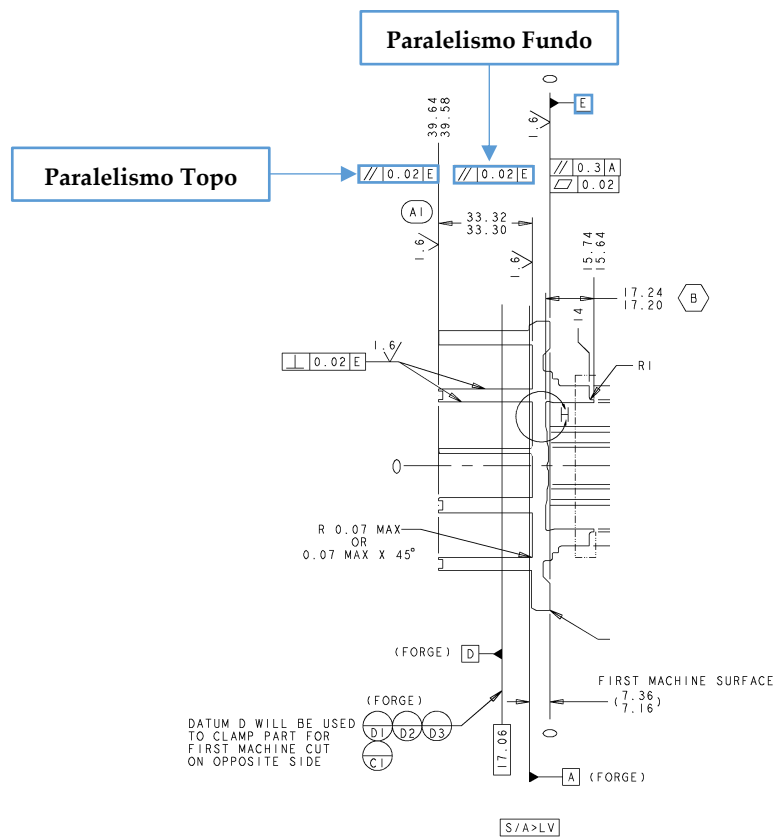 Paralelismo Fundo
0
E
39.64
39.58
1.6
Paralelismo Topo
// 0.02 E
// 0.02 E
// 0.3 A
0.02
A1
33.32
33.30
1.6
1.6
15.74
15.64
17.24
17.20
B
14
1.6
⊥ 0.02 E
R1
H
0
R 0.07 MAX
OR
0.07 MAX X 45°
(FORGE) D
FIRST MACHINE SURFACE
(7.36
7.16)
(FORGE)
D1 D2 D3
C1
DATUM D WILL BE USED
TO CLAMP PART FOR
FIRST MACHINE CUT
ON OPPOSITE SIDE
17.06
0
A (FORGE)
S/A>LV